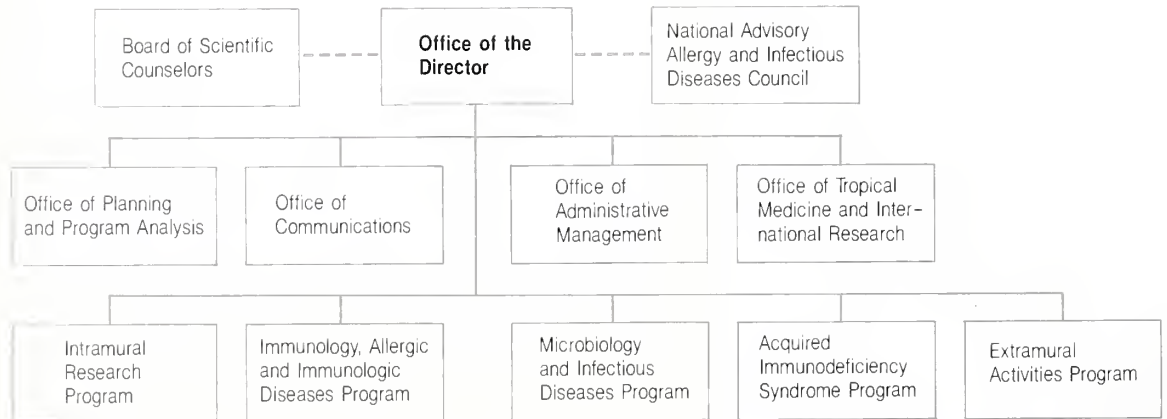 Board of Scientific
Counselors
Office of the
Director
National Advisory
Allergy and Infectious
Diseases Council
Office of Planning
and Program Analysis
Office of
Communications
Office of
Administrative
Management
Office of Tropical
Medicine and Inter-
national Research
Intramural
Research
Program
Immunology, Allergic
and Immunologic
Diseases Program
Microbiology
and Infectious
Diseases Program
Acquired
Immunodeficiency
Syndrome Program
Extramural
Activities Program